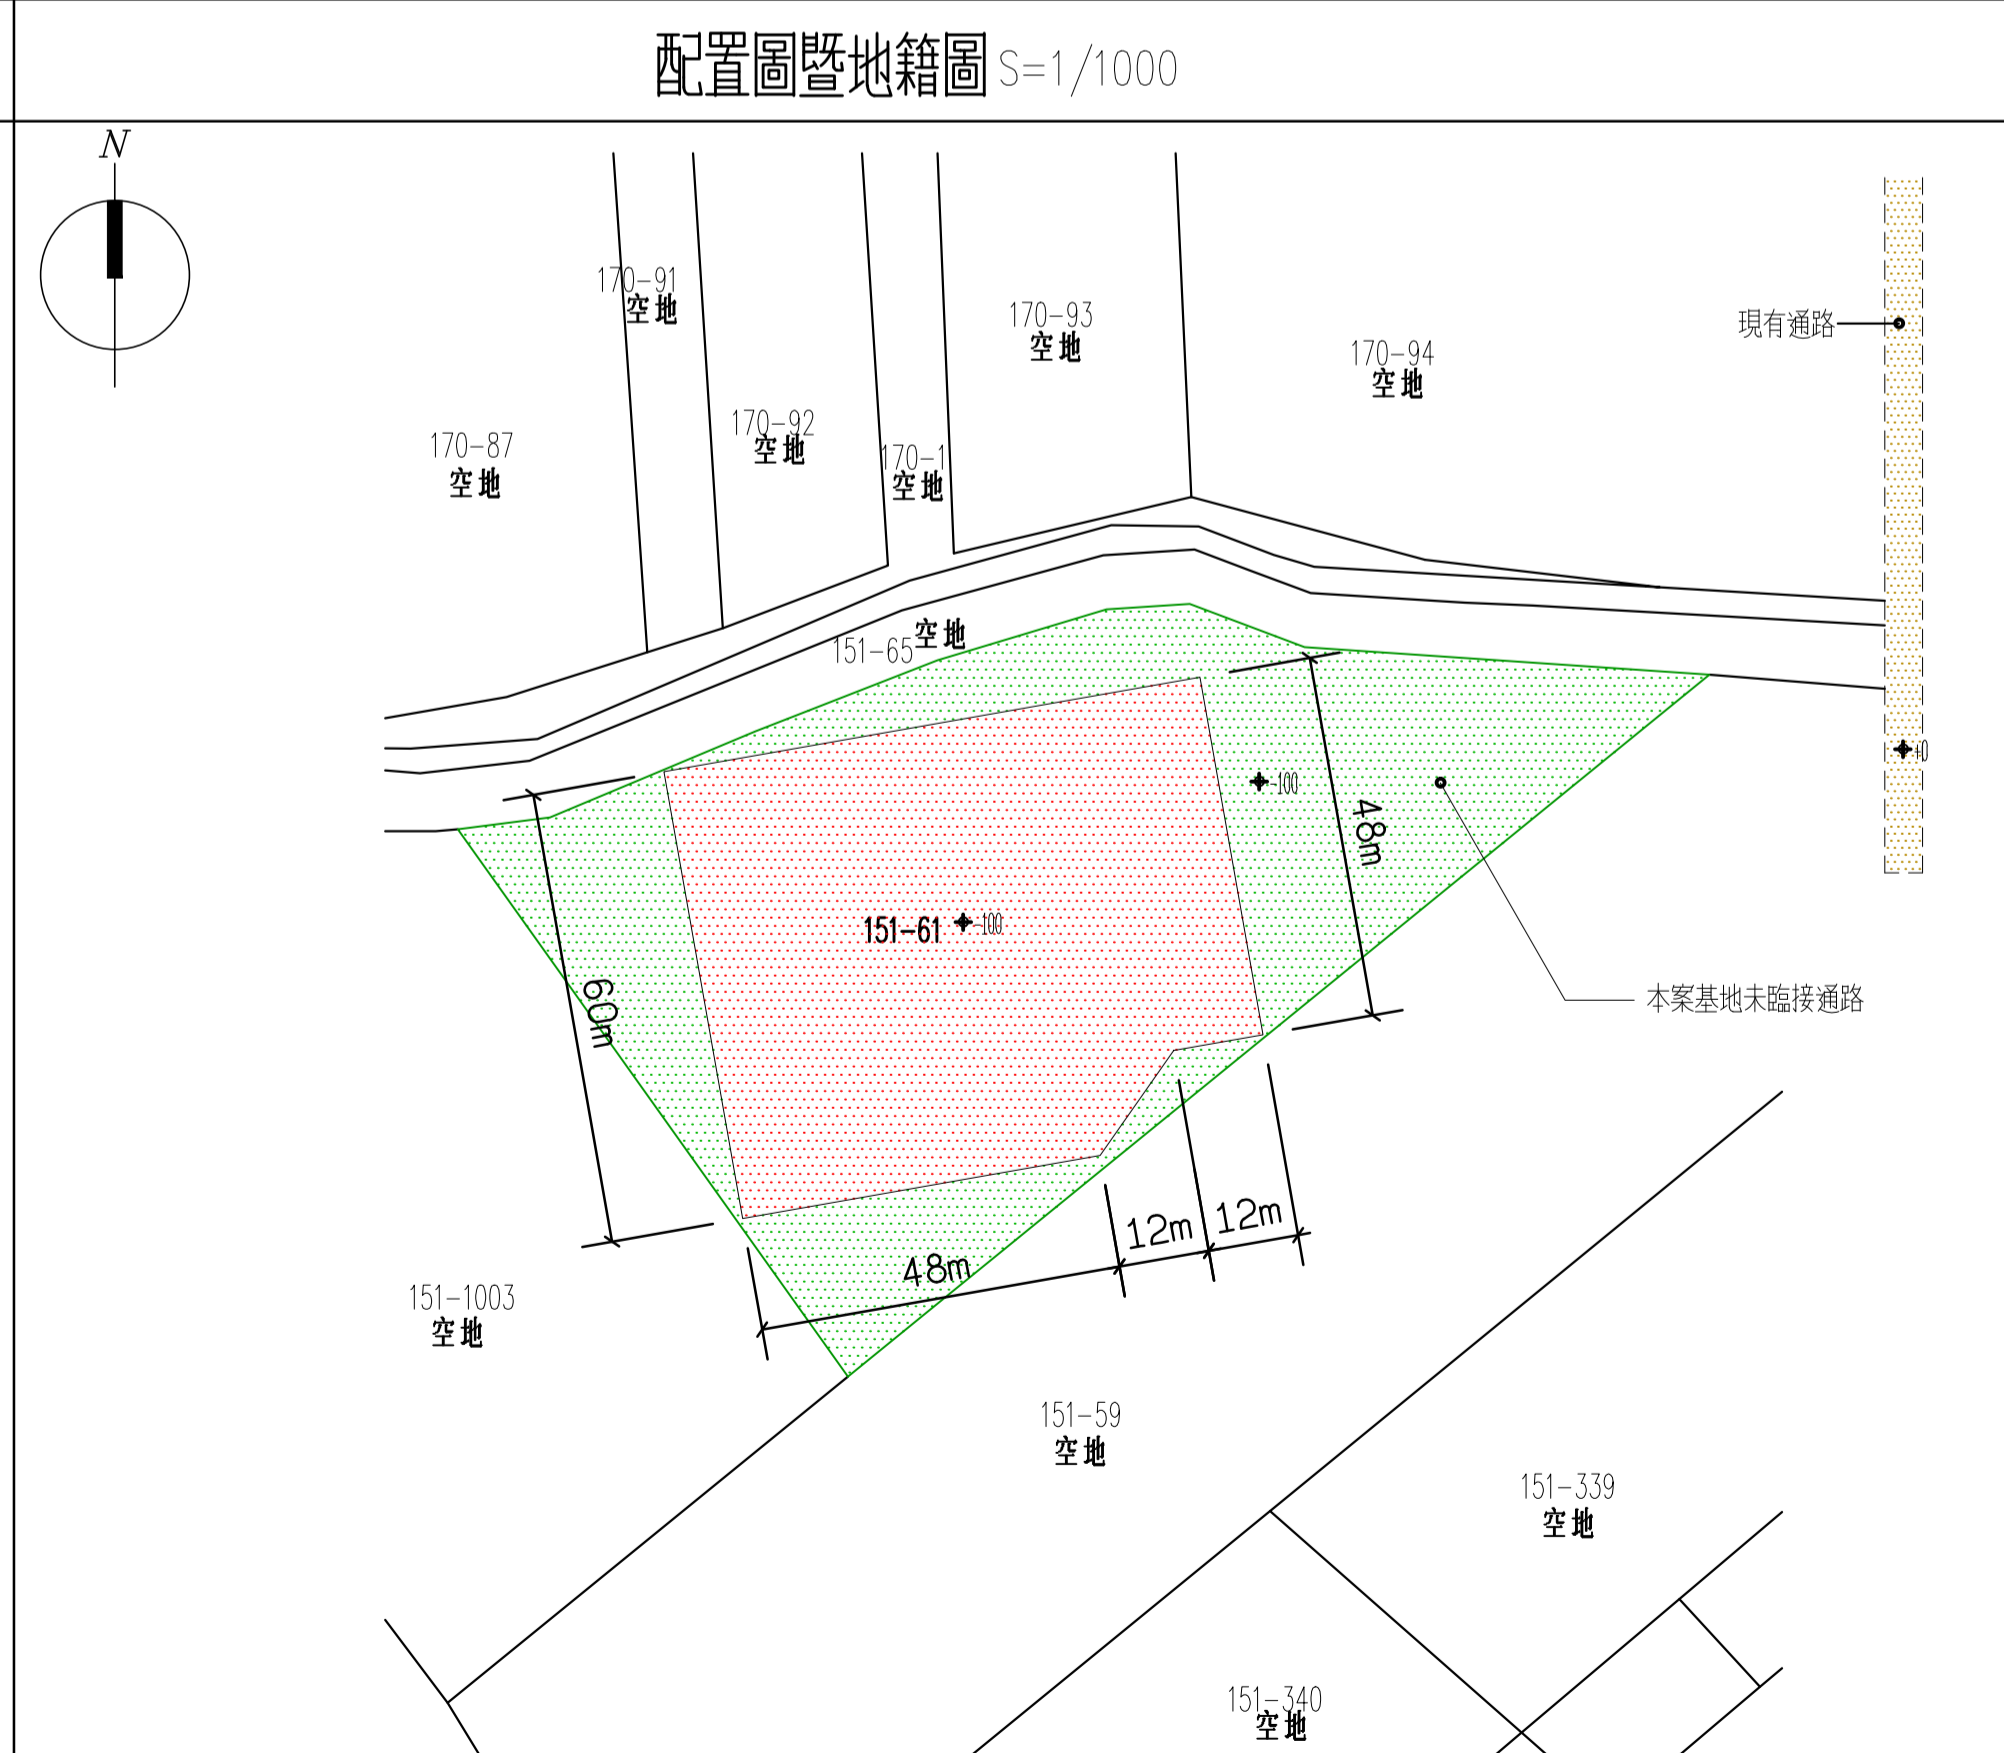 配置圖暨地籍圖 S=1/1000
N
170-91
空地
170-93
空地
現有通路
170-94
空地
170-92
空地
170-87
空地
170-1
空地
151-65 空地
±0
-100
48m
151-61 -100
60m
本案基地未臨接通路
12m 12m
48m
151-1003
空地
151-59
空地
151-339
空地
151-340
空地